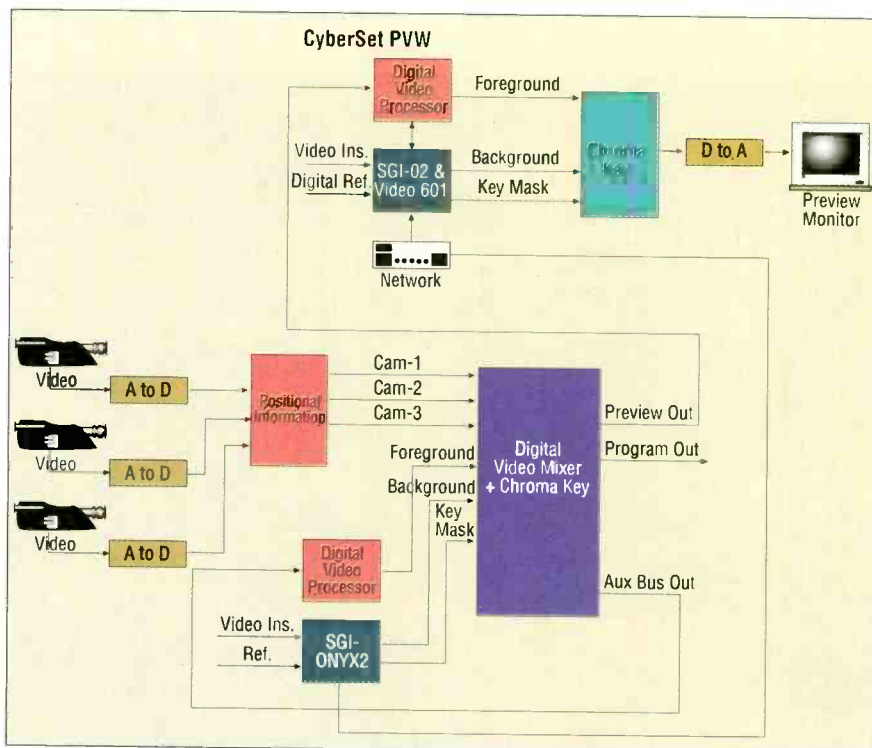 CyberSet PVW
Digital
Video
Processor
Foreground
Video Ins.
Digital Ref.
SGI-02 &
Video 601
Background
Key Mask
Chroma
Key
D to A
Preview
Monitor
Network
Video
A to D
Video
A to D
Video
A to D
Positional
Information
Cam-1
Cam-2
Cam-3
Foreground
Background
Key
Mask
Digital
Video Mixer
+ Chroma Key
Preview Out
Program Out
Aux Bus Out
Digital
Video
Processor
Video Ins.
Ref.
SGI-
ONYX2